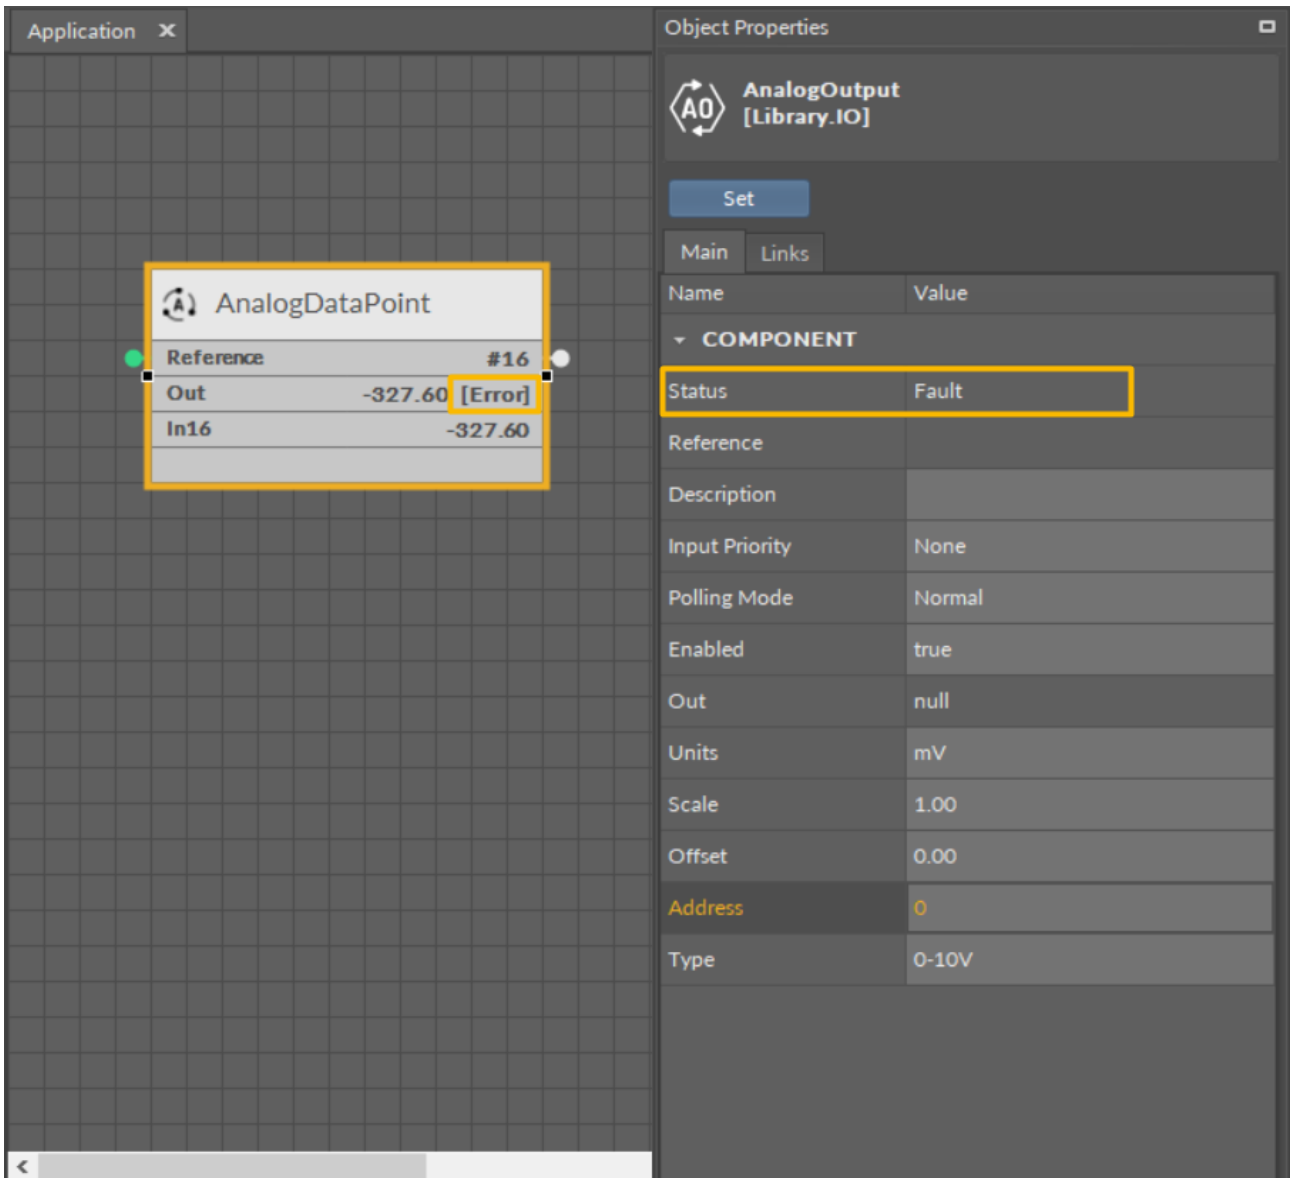 Application
AnalogDataPoint
Reference #16
Out -327.60 [Error]
In16 -327.60
Object Properties
AO
AnalogOutput
[Library.IO]
Set
Main Links
Name Value
COMPONENT
Status Fault
Reference
Description
Input Priority None
Polling Mode Normal
Enabled true
Out null
Units mV
Scale 1.00
Offset 0.00
Address 0
Type 0-10V